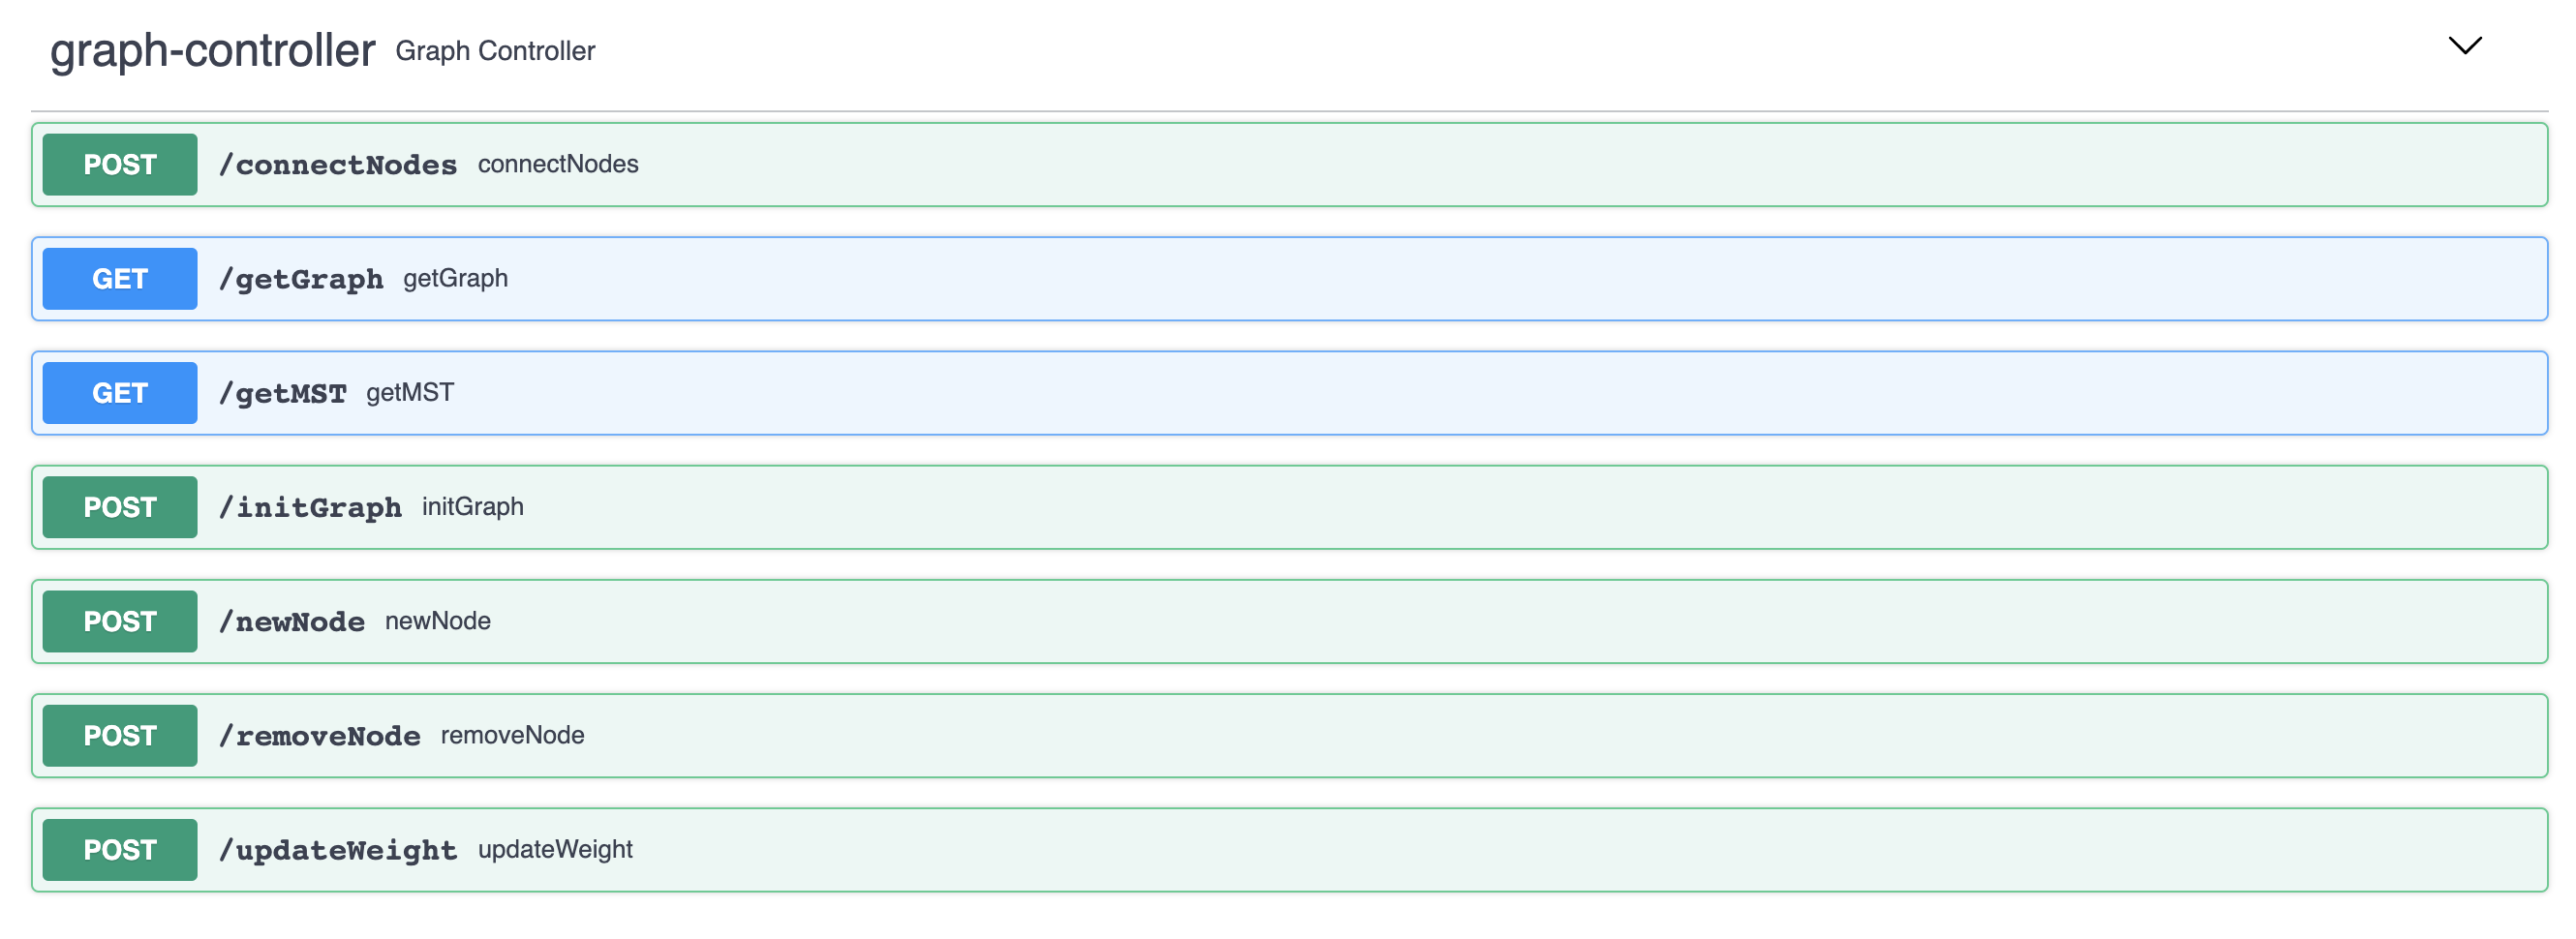 graph-controller Graph Controller
POST /connectNodes connectNodes
GET /getGraph getGraph
GET /getMST getMST
POST /initGraph initGraph
POST /newNode newNode
POST /removeNode removeNode
POST /updateWeight updateWeight